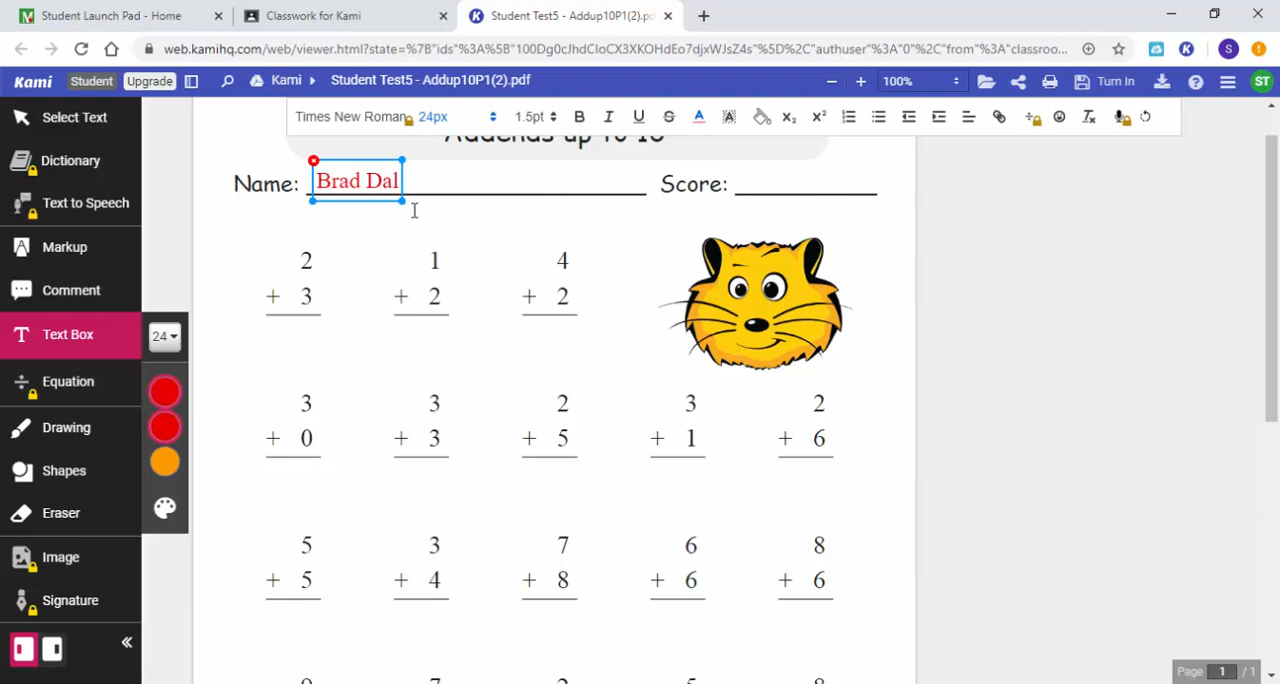 Student Launch Pad - Home
Classwork for Kami
Student Test5 - Addup10P1(2).pd
web.kamihq.com/web/viewer.html?state=%7B"ids"%3A%5B"100Dg0cJhdCIoCX3XKOHdEo7djxWJsZ4s"%5D%2C"authuser"%3A"0"%2C"from"%3A"classroo...
S
Kami Student Upgrade Kami Student Test5 - Addup10P1(2).pdf 100% Turn In ST
Times New Roman 24px 1.5pt B I U S A
Select Text
Dictionary
Text to Speech
Markup
Comment
T Text Box
24
Equation
Drawing
Shapes
Eraser
Image
Signature
Name: Brad Dal Score:
2 1 4
+ 3 + 2 + 2
3 3 2 3 2
+ 0 + 3 + 5 + 1 + 6
5 3 7 6 8
+ 5 + 4 + 8 + 6 + 6
Page 1 / 1